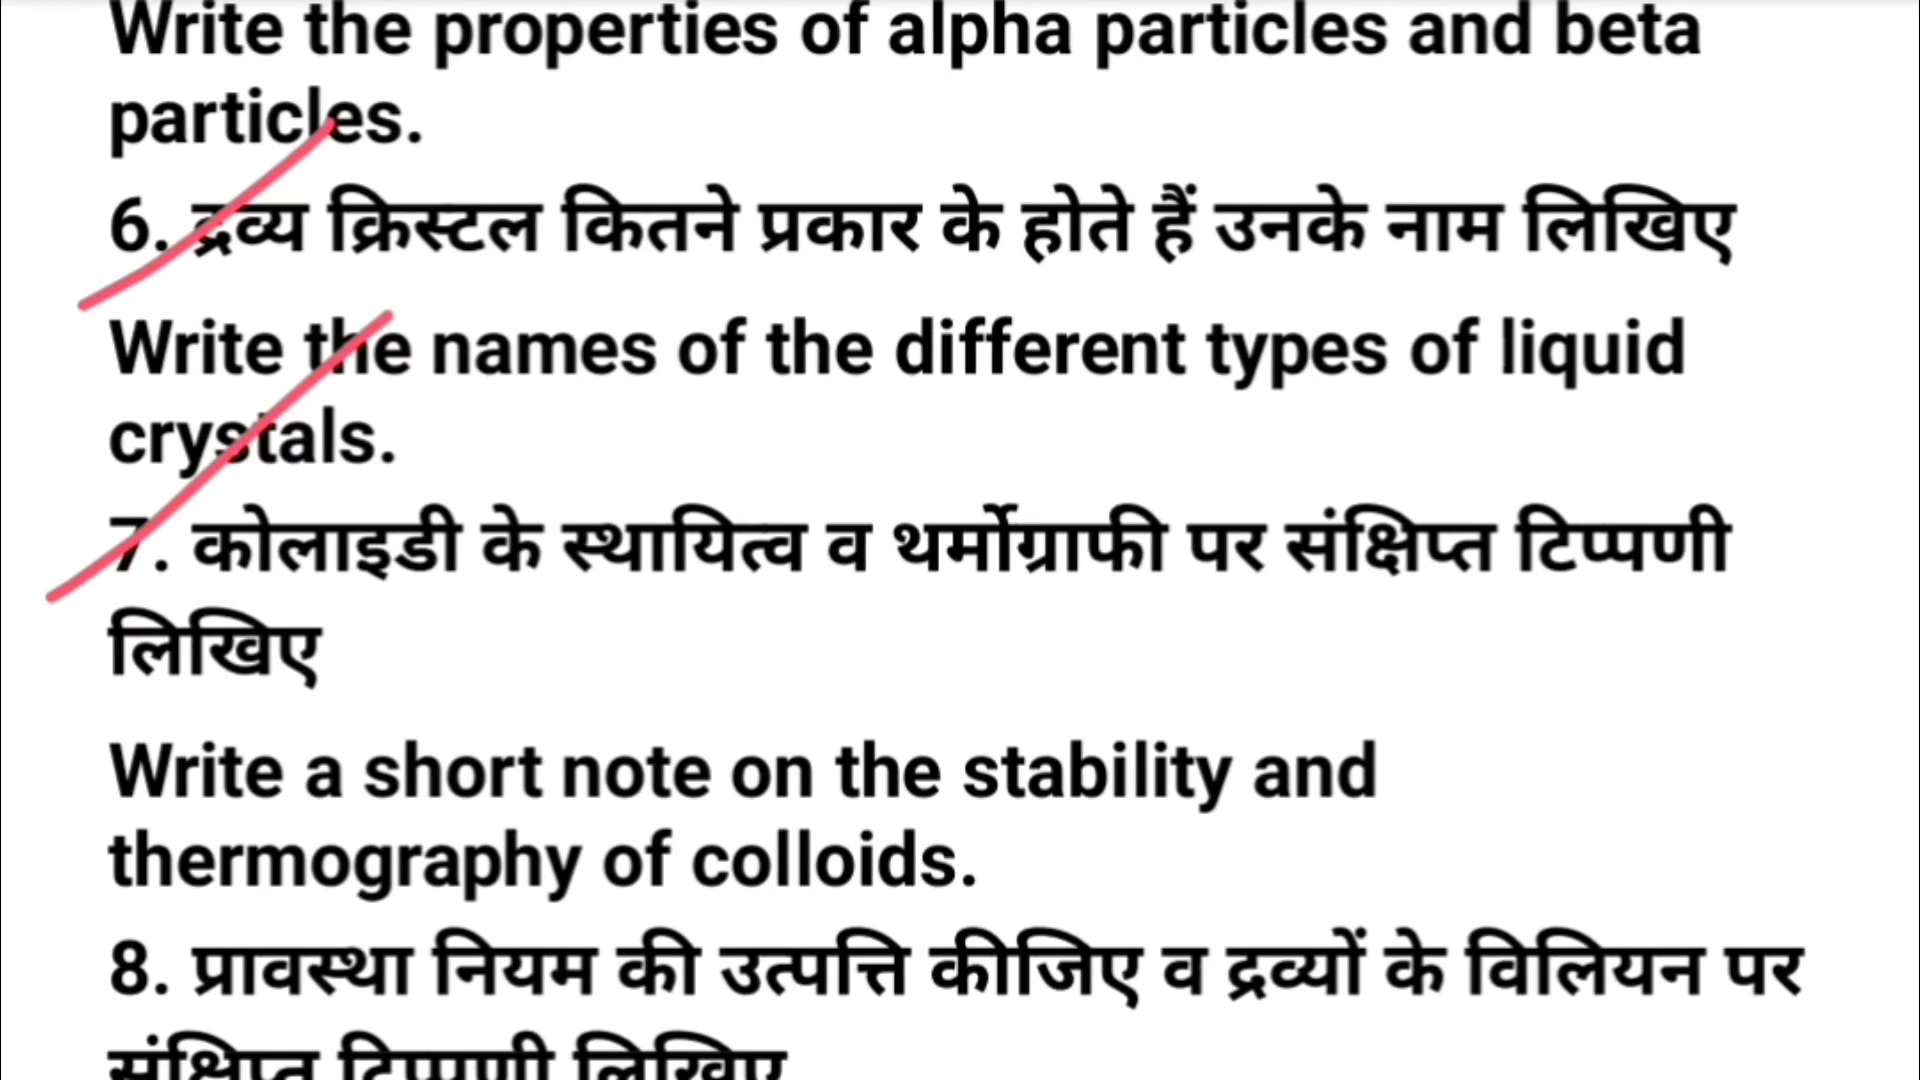 Write the properties of alpha particles and beta
particles.
6. द्रव्य क्रिस्टल कितने प्रकार के होते हैं उनके नाम लिखिए
Write the names of the different types of liquid
crystals.
7. कोलाइडी के स्थायित्व व थर्मोग्राफी पर संक्षिप्त टिप्पणी
लिखिए
Write a short note on the stability and
thermography of colloids.
8. प्रावस्था नियम की उत्पत्ति कीजिए व द्रव्यों के विलियन पर
संक्षिप्त टिप्पणी लिखिए